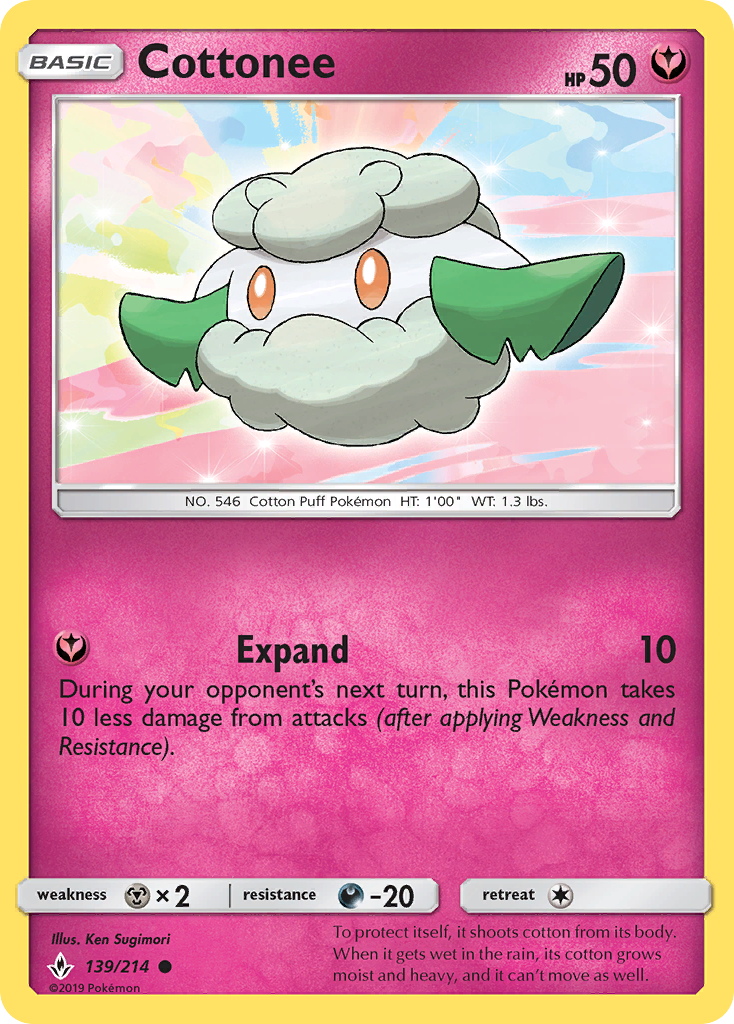 BASIC Cottonee HP 50
NO. 546 Cotton Puff Pokémon HT: 1'00" WT: 1.3 lbs.
Expand 10
During your opponent's next turn, this Pokémon takes
10 less damage from attacks (after applying Weakness and
Resistance).
weakness ×2 resistance -20 retreat
Illus. Ken Sugimori
139/214
©2019 Pokémon
To protect itself, it shoots cotton from its body.
When it gets wet in the rain, its cotton grows
moist and heavy, and it can't move as well.